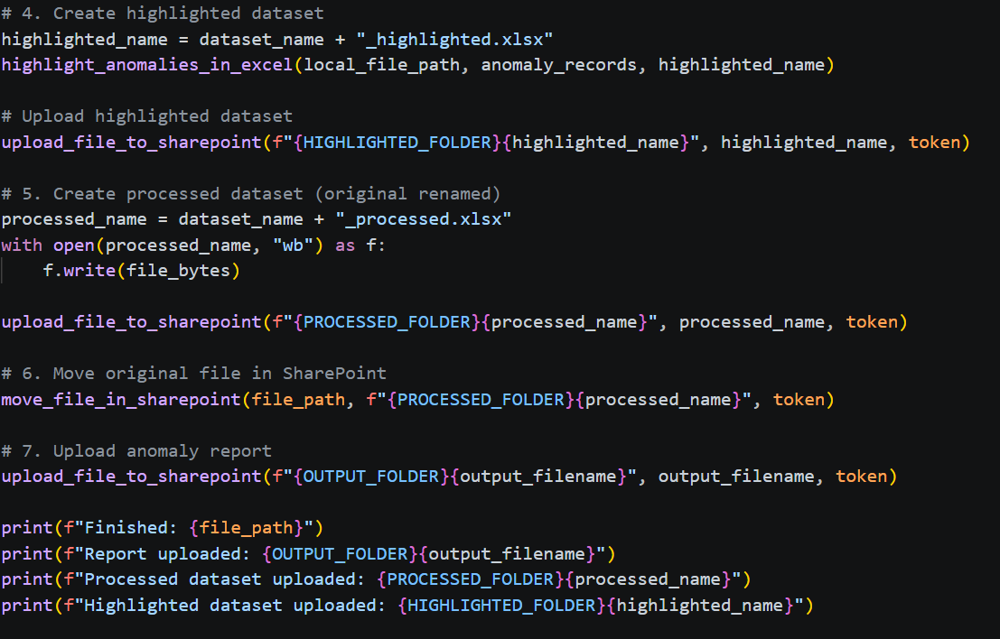 # 4. Create highlighted dataset
highlighted_name = dataset_name + "_highlighted.xlsx"
highlight_anomalies_in_excel(local_file_path, anomaly_records, highlighted_name)
# Upload highlighted dataset
upload_file_to_sharepoint(f"{HIGHLIGHTED_FOLDER}{highlighted_name}", highlighted_name, token)
# 5. Create processed dataset (original renamed)
processed_name = dataset_name + "_processed.xlsx"
with open(processed_name, "wb") as f:
    f.write(file_bytes)
upload_file_to_sharepoint(f"{PROCESSED_FOLDER}{processed_name}", processed_name, token)
# 6. Move original file in SharePoint
move_file_in_sharepoint(file_path, f"{PROCESSED_FOLDER}{processed_name}", token)
# 7. Upload anomaly report
upload_file_to_sharepoint(f"{OUTPUT_FOLDER}{output_filename}", output_filename, token)
print(f"Finished: {file_path}")
print(f"Report uploaded: {OUTPUT_FOLDER}{output_filename}")
print(f"Processed dataset uploaded: {PROCESSED_FOLDER}{processed_name}")
print(f"Highlighted dataset uploaded: {HIGHLIGHTED_FOLDER}{highlighted_name}")